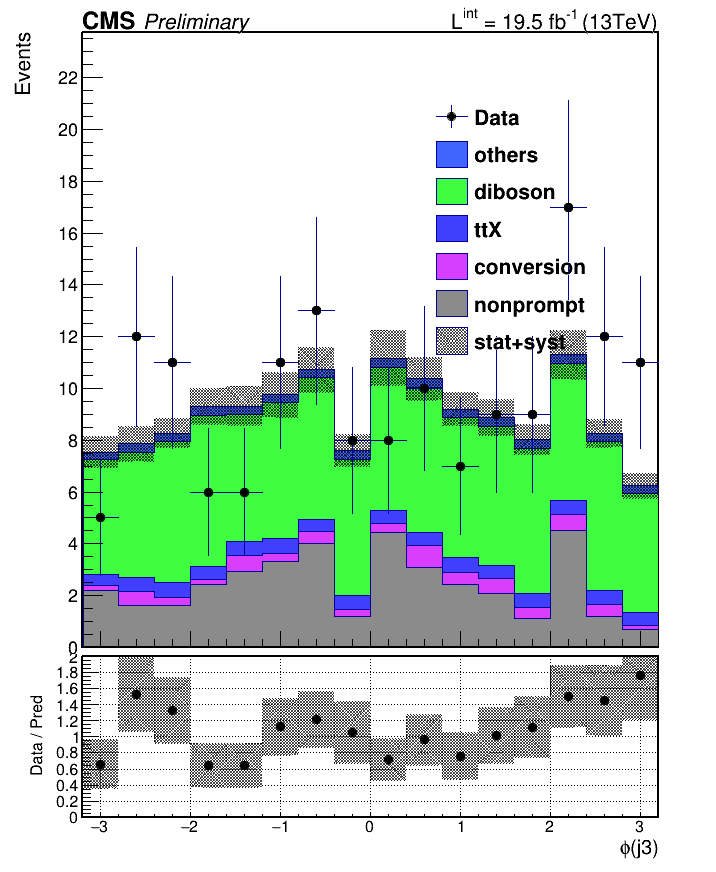 CMS Preliminary L^int = 19.5 fb^-1 (13TeV)
Events
22
20
18
16
14
12
10
8
6
4
2
0
Data
others
diboson
ttX
conversion
nonprompt
stat+syst
Data / Pred
2
1.8
1.6
1.4
1.2
1
0.8
0.6
0.4
0.2
0
−3 −2 −1 0 1 2 3
ϕ(j3)